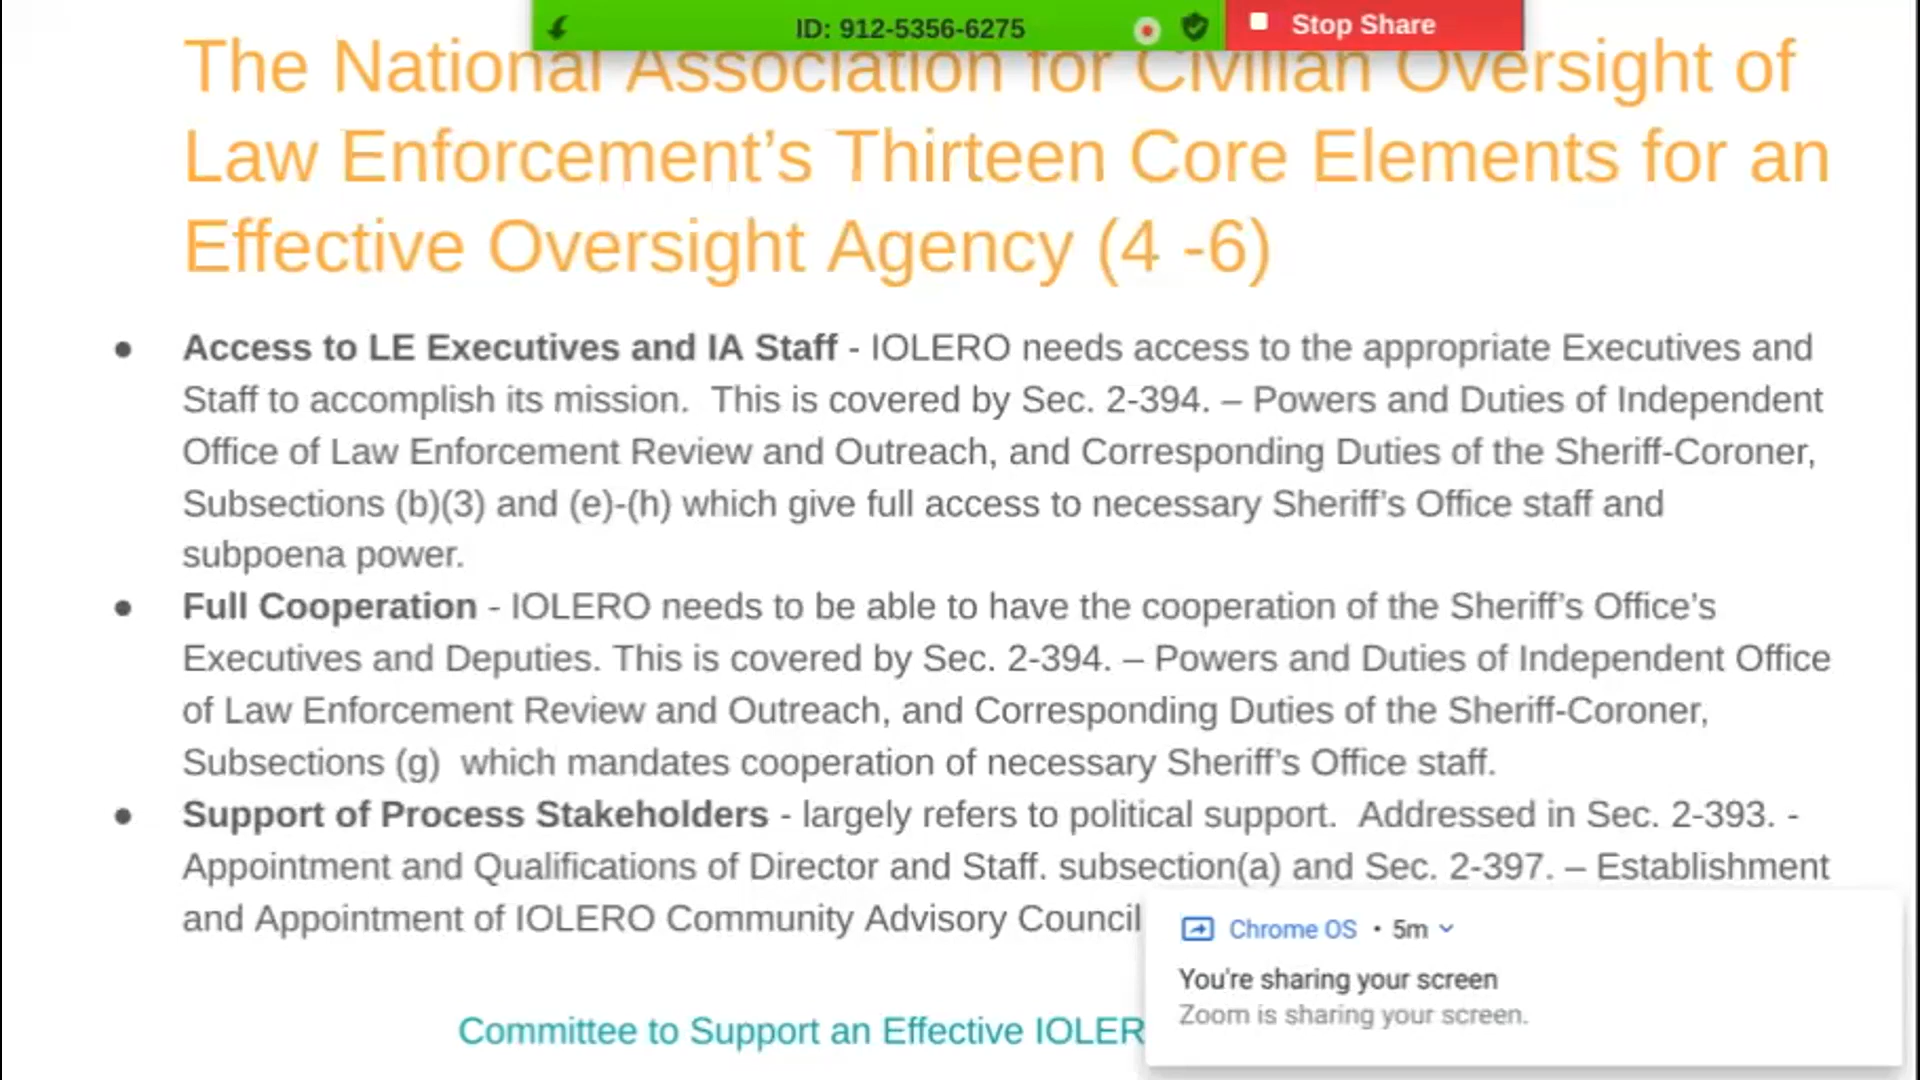 ID: 912-5356-6275
Stop Share
The National Association for Civilian Oversight of
Law Enforcement’s Thirteen Core Elements for an
Effective Oversight Agency (4 -6)
● Access to LE Executives and IA Staff - IOLERO needs access to the appropriate Executives and
Staff to accomplish its mission.  This is covered by Sec. 2-394. – Powers and Duties of Independent
Office of Law Enforcement Review and Outreach, and Corresponding Duties of the Sheriff-Coroner,
Subsections (b)(3) and (e)-(h) which give full access to necessary Sheriff’s Office staff and
subpoena power.
● Full Cooperation - IOLERO needs to be able to have the cooperation of the Sheriff’s Office’s
Executives and Deputies. This is covered by Sec. 2-394. – Powers and Duties of Independent Office
of Law Enforcement Review and Outreach, and Corresponding Duties of the Sheriff-Coroner,
Subsections (g)  which mandates cooperation of necessary Sheriff’s Office staff.
● Support of Process Stakeholders - largely refers to political support.  Addressed in Sec. 2-393. -
Appointment and Qualifications of Director and Staff. subsection(a) and Sec. 2-397. – Establishment
and Appointment of IOLERO Community Advisory Council
Chrome OS • 5m
You're sharing your screen
Zoom is sharing your screen.
Committee to Support an Effective IOLER